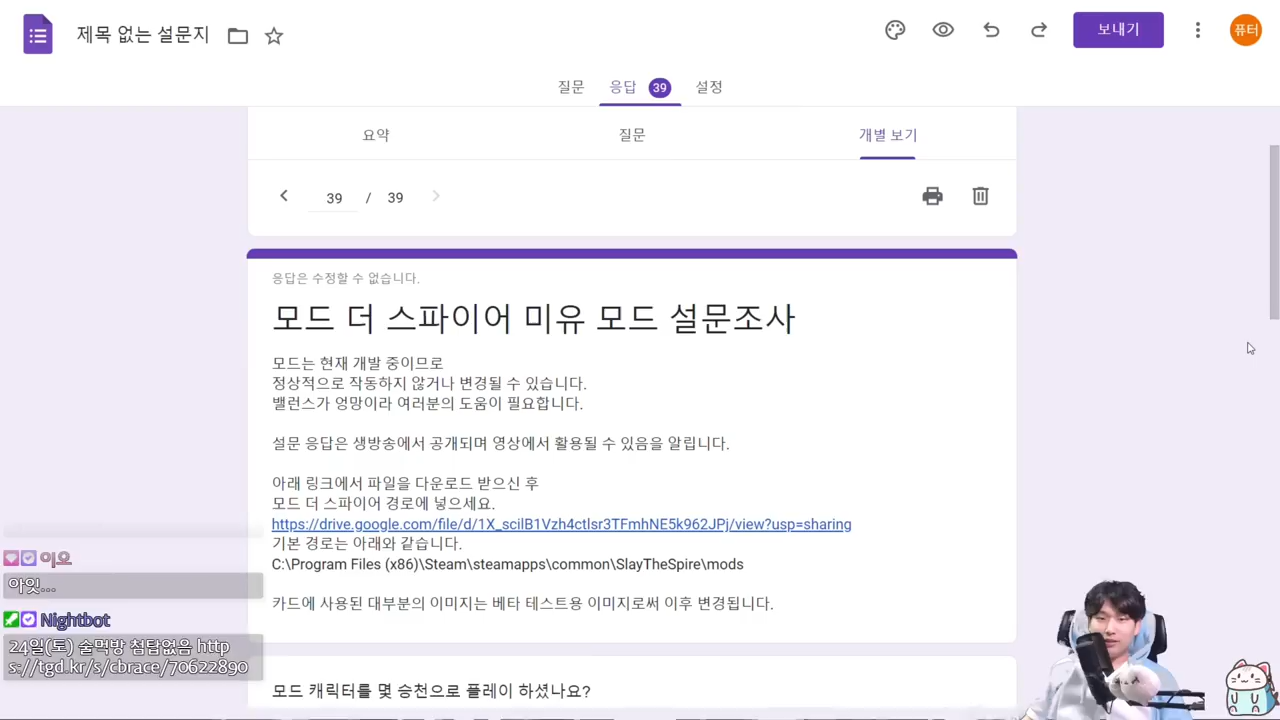 제목 없는 설문지
보내기
퓨터
질문
응답
39
설정
요약
질문
개별 보기
39 / 39
응답은 수정할 수 없습니다.
모드 더 스파이어 미유 모드 설문조사
모드는 현재 개발 중이므로
정상적으로 작동하지 않거나 변경될 수 있습니다.
밸런스가 엉망이라 여러분의 도움이 필요합니다.
설문 응답은 생방송에서 공개되며 영상에서 활용될 수 있음을 알립니다.
아래 링크에서 파일을 다운로드 받으신 후
모드 더 스파이어 경로에 넣으세요.
https://drive.google.com/file/d/1X_scilB1Vzh4ctlsr3TFmhNE5k962JPj/view?usp=sharing
기본 경로는 아래와 같습니다.
C:\Program Files (x86)\Steam\steamapps\common\SlayTheSpire\mods
카드에 사용된 대부분의 이미지는 베타 테스트용 이미지로써 이후 변경됩니다.
모드 캐릭터를 몇 승천으로 플레이 하셨나요?
이으
아잇...
Nightbot
24일(토) 술먹방 첨탑없음 http
s://tgd.kr/s/cbrace/70622890